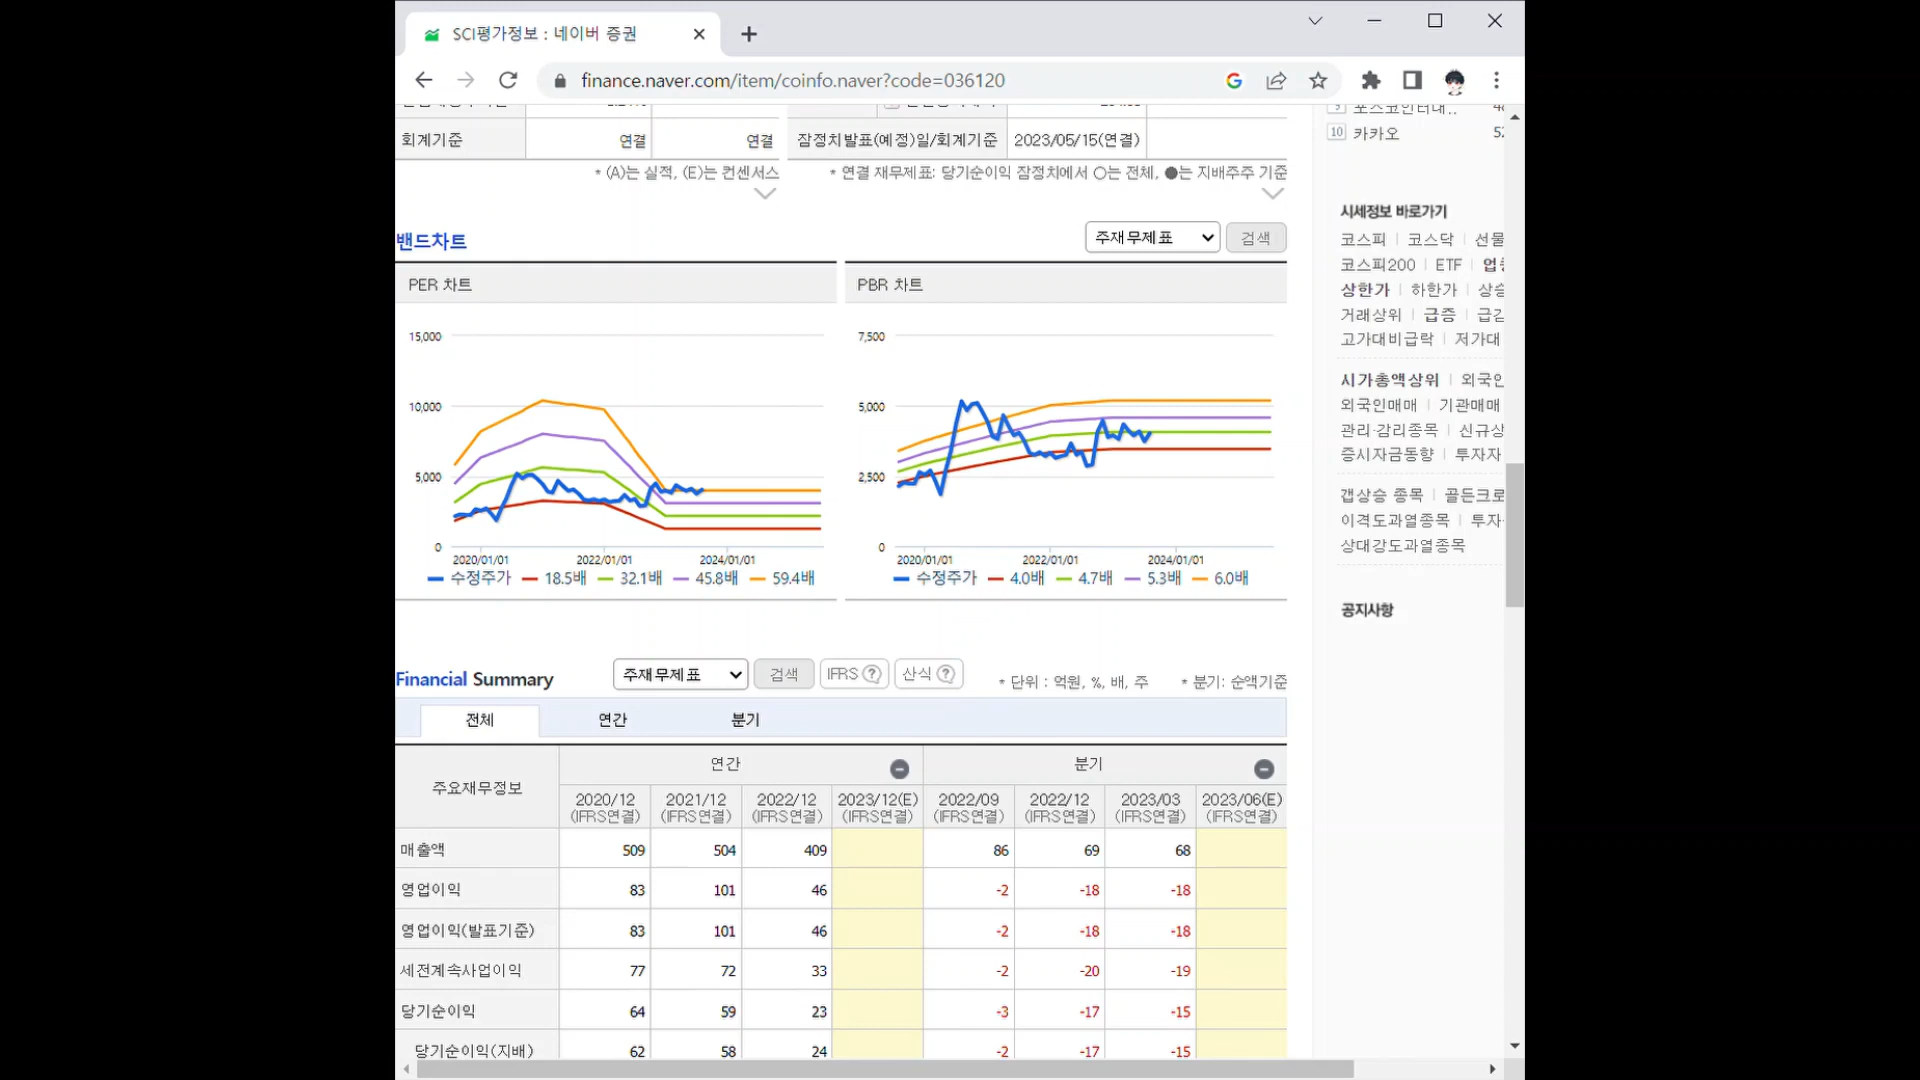 SCI평가정보 : 네이버 증권
finance.naver.com/item/coinfo.naver?code=036120
회계기준 연결 연결 잠정치발표(예정)일/회계기준 2023/05/15(연결)
* (A)는 실적, (E)는 컨센서스 * 연결 재무제표: 당기순이익 잠정치에서 ○는 전체, ●는 지배주주 기준
밴드차트 주재무제표 검색
PER 차트 PBR 차트
15,000 7,500
10,000 5,000
5,000 2,500
0 0
2020/01/01 2022/01/01 2024/01/01 2020/01/01 2022/01/01 2024/01/01
수정주가 18.5배 32.1배 45.8배 59.4배 수정주가 4.0배 4.7배 5.3배 6.0배
Financial Summary 주재무제표 검색 IFRS ? 산식 ? * 단위 : 억원, %, 배, 주 * 분기: 순액기준
전체 연간 분기
주요재무정보 연간 분기
2020/12 2021/12 2022/12 2023/12(E) 2022/09 2022/12 2023/03 2023/06(E)
(IFRS연결) (IFRS연결) (IFRS연결) (IFRS연결) (IFRS연결) (IFRS연결) (IFRS연결) (IFRS연결)
매출액 509 504 409 86 69 68
영업이익 83 101 46 -2 -18 -18
영업이익(발표기준) 83 101 46 -2 -18 -18
세전계속사업이익 77 72 33 -2 -20 -19
당기순이익 64 59 23 -3 -17 -15
당기순이익(지배) 62 58 24 -2 -17 -15
9 포스코인터내..
10 카카오
시세정보 바로가기
코스피 코스닥 선물
코스피200 ETF
상한가 하한가 상승
거래상위 급증 급감
고가대비급락 저가대
시가총액상위 외국인
외국인매매 기관매매
관리·감리종목 신규상
증시자금동향 투자자
갭상승 종목 골든크로
이격도과열종목 투자
상대강도과열종목
공지사항